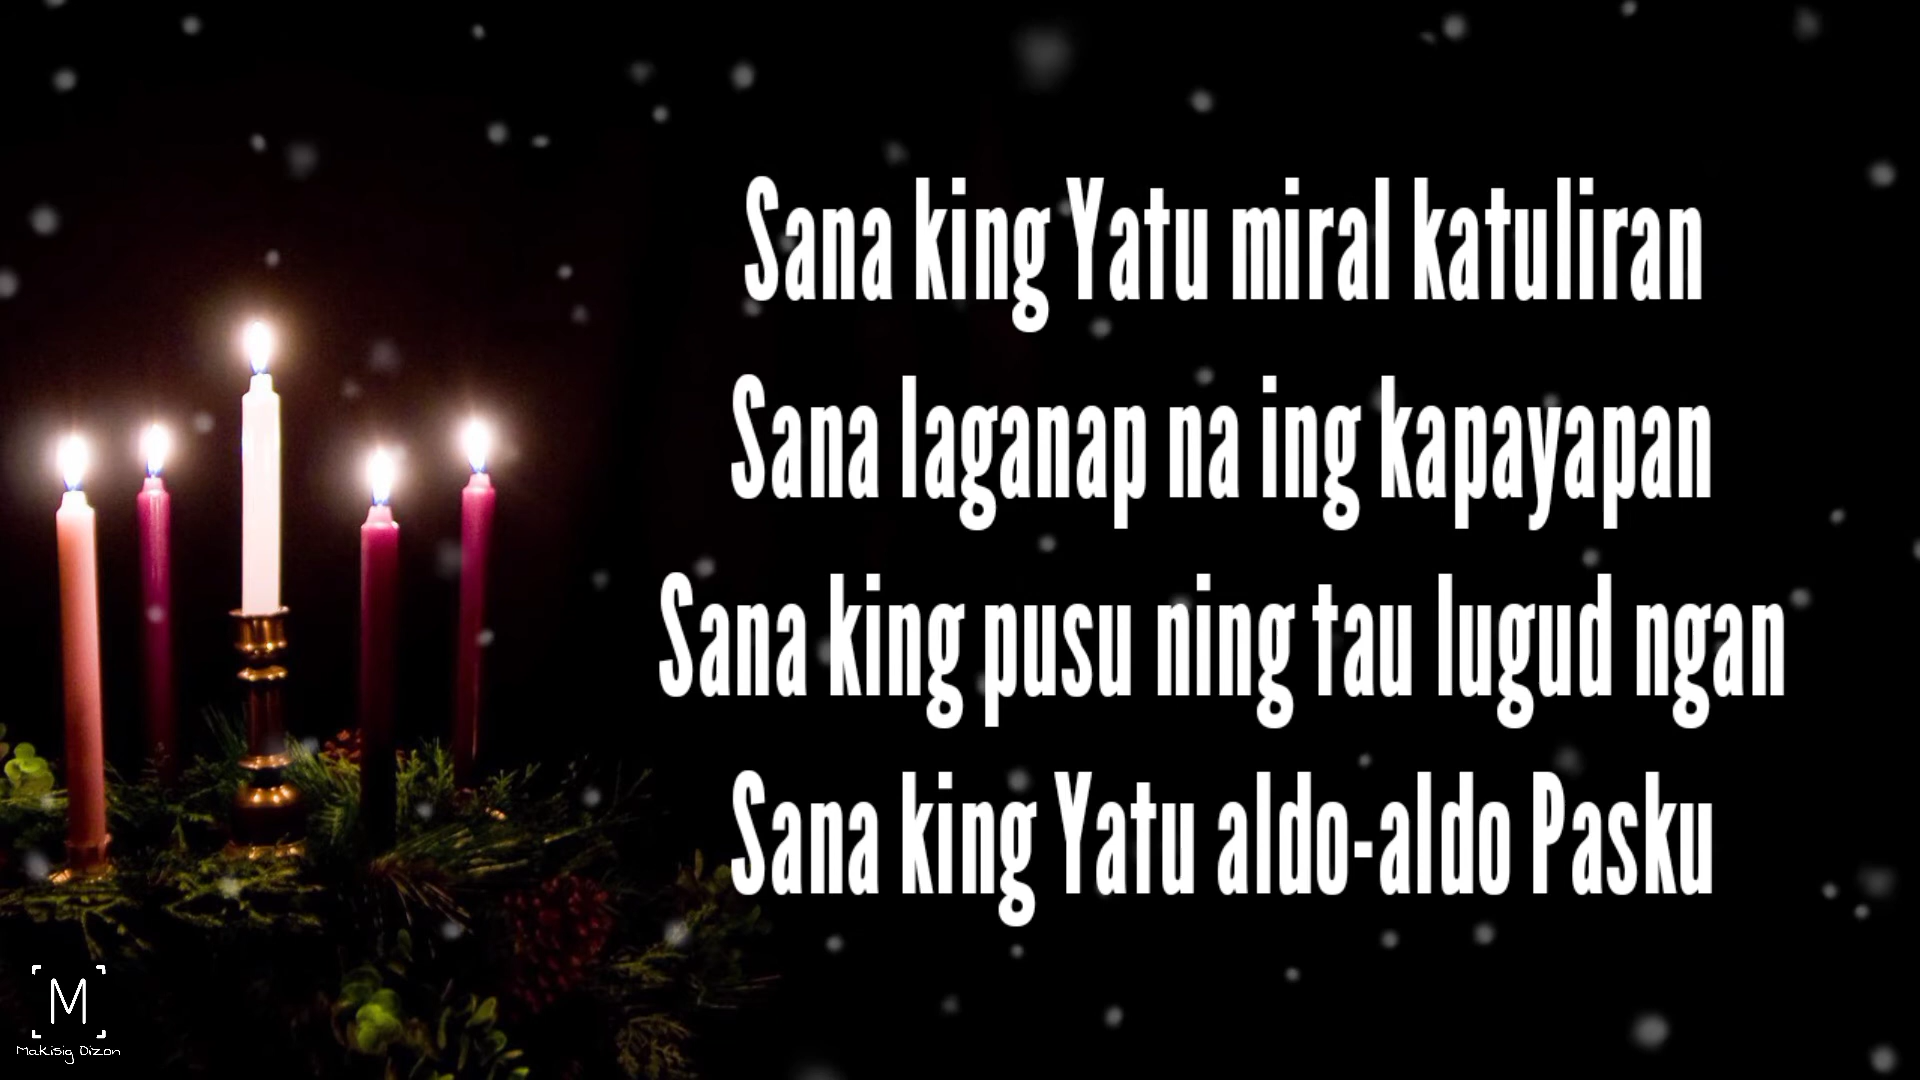 Sana king Yatu miral katuliran
Sana laganap na ing kapayapan
Sana king pusu ning tau lugud ngan
Sana king Yatu aldo-aldo Pasku
M
Makisig Dizon